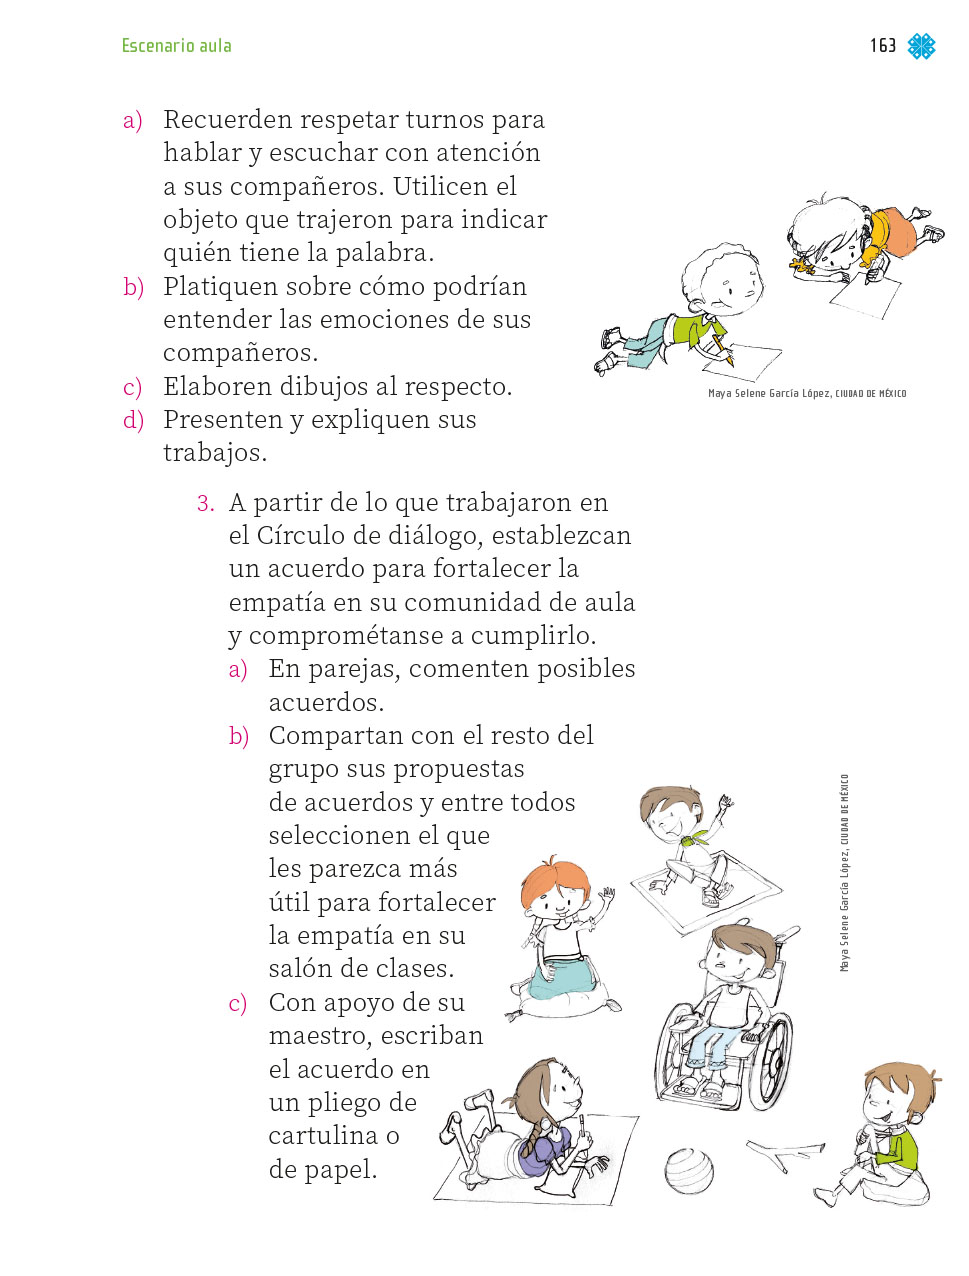 Escenario aula
163
a) Recuerden respetar turnos para
hablar y escuchar con atención
a sus compañeros. Utilicen el
objeto que trajeron para indicar
quién tiene la palabra.
b) Platiquen sobre cómo podrían
entender las emociones de sus
compañeros.
c) Elaboren dibujos al respecto.
d) Presenten y expliquen sus
trabajos.
Maya Selene García López, CIUDAD DE MÉXICO
3. A partir de lo que trabajaron en
el Círculo de diálogo, establezcan
un acuerdo para fortalecer la
empatía en su comunidad de aula
y comprométanse a cumplirlo.
a) En parejas, comenten posibles
acuerdos.
b) Compartan con el resto del
grupo sus propuestas
de acuerdos y entre todos
seleccionen el que
les parezca más
útil para fortalecer
la empatía en su
salón de clases.
c) Con apoyo de su
maestro, escriban
el acuerdo en
un pliego de
cartulina o
de papel.
Maya Selene García López, CIUDAD DE MÉXICO